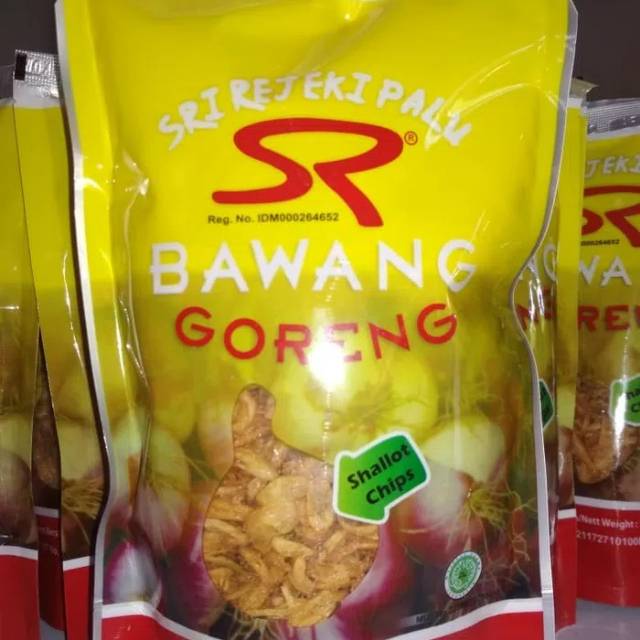 SRI REJEKI PALU
SR®
Reg. No. IDM000264652
BAWANG
GORENG
Shallot
Chips